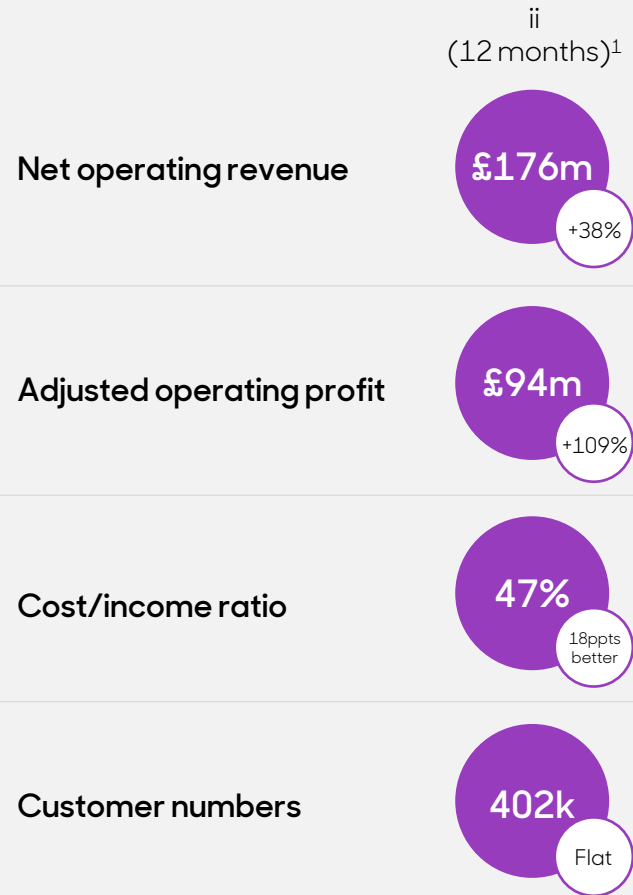 ii
(12 months)¹
Net operating revenue
£176m
+38%
Adjusted operating profit
£94m
+109%
Cost/income ratio
47%
18ppts
better
Customer numbers
402k
Flat